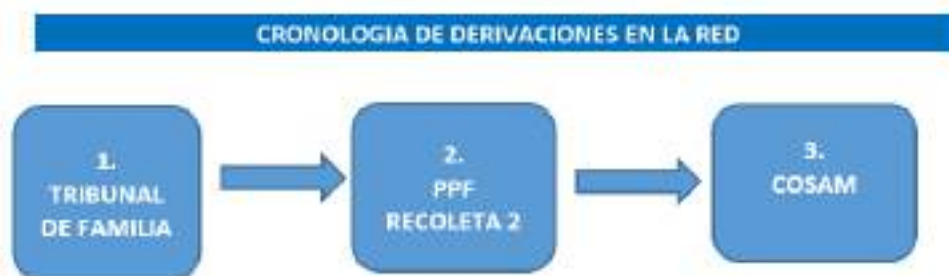 CRONOLOGIA DE DERIVACIONES EN LA RED
1.
TRIBUNAL
DE FAMILIA
2.
PPF
RECOLETA 2
3.
COSAM